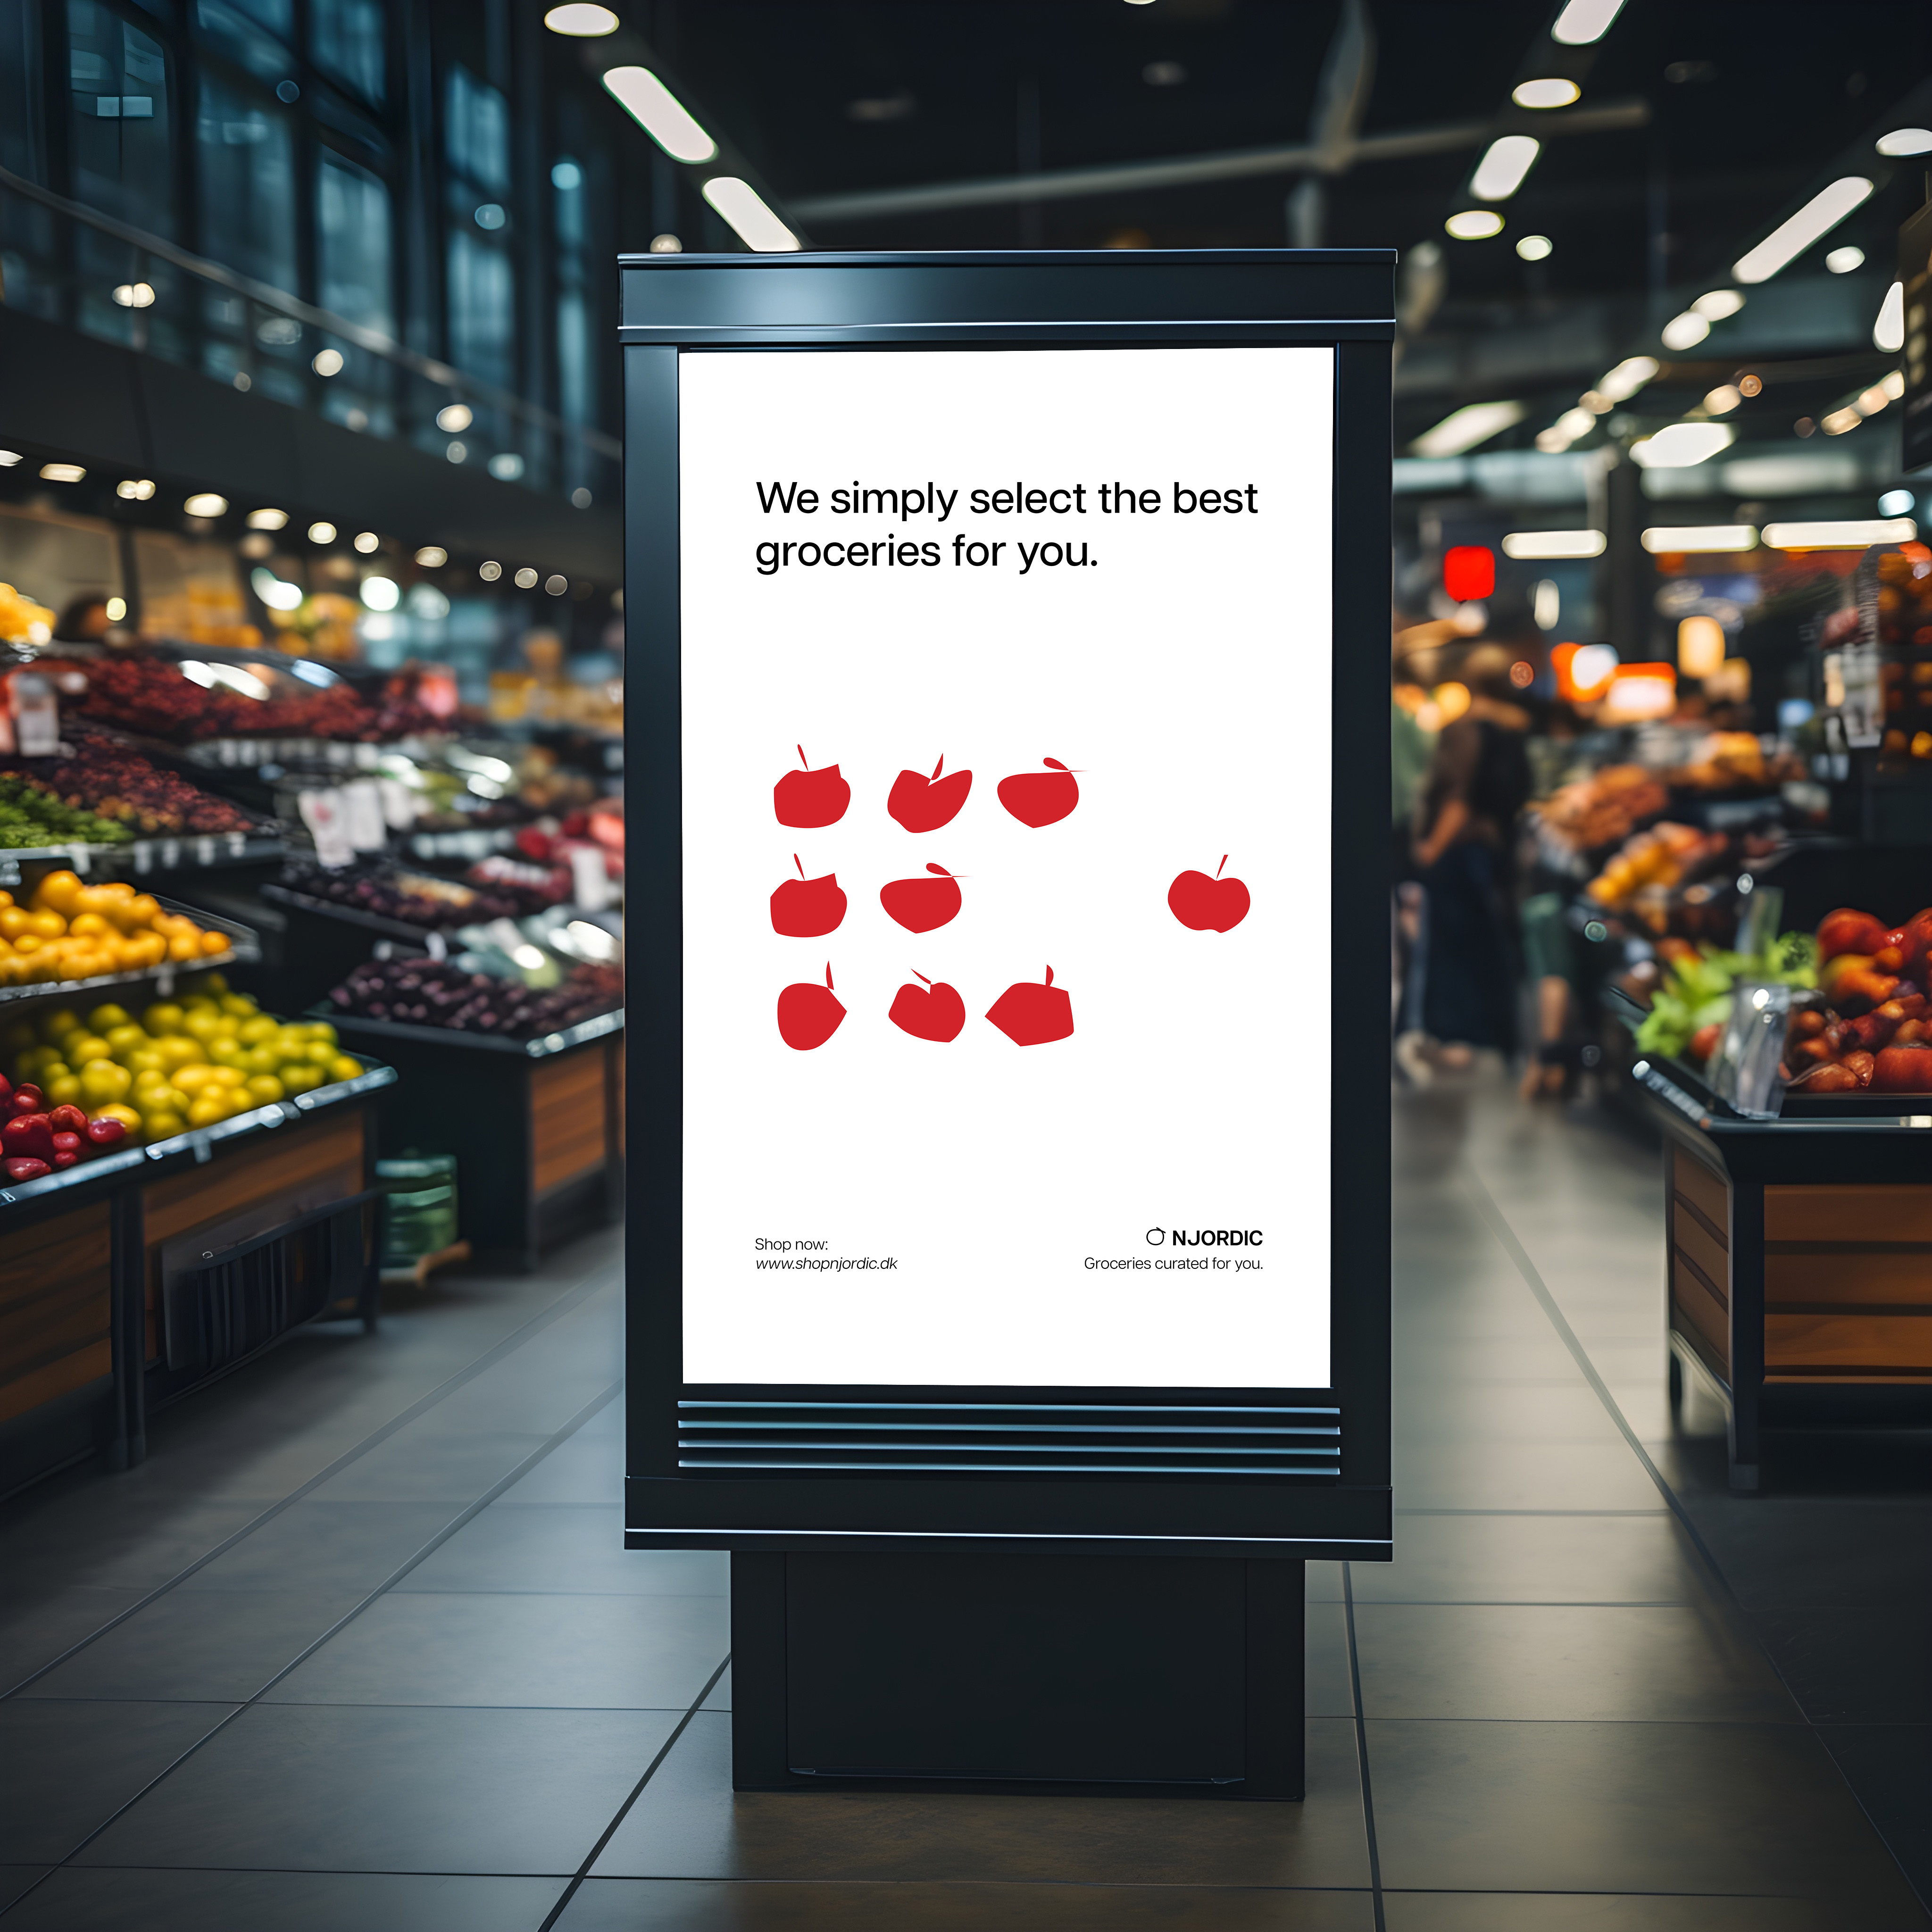 We simply select the best
groceries for you.
Shop now:
www.shopnjordic.dk
NJORDIC
Groceries curated for you.